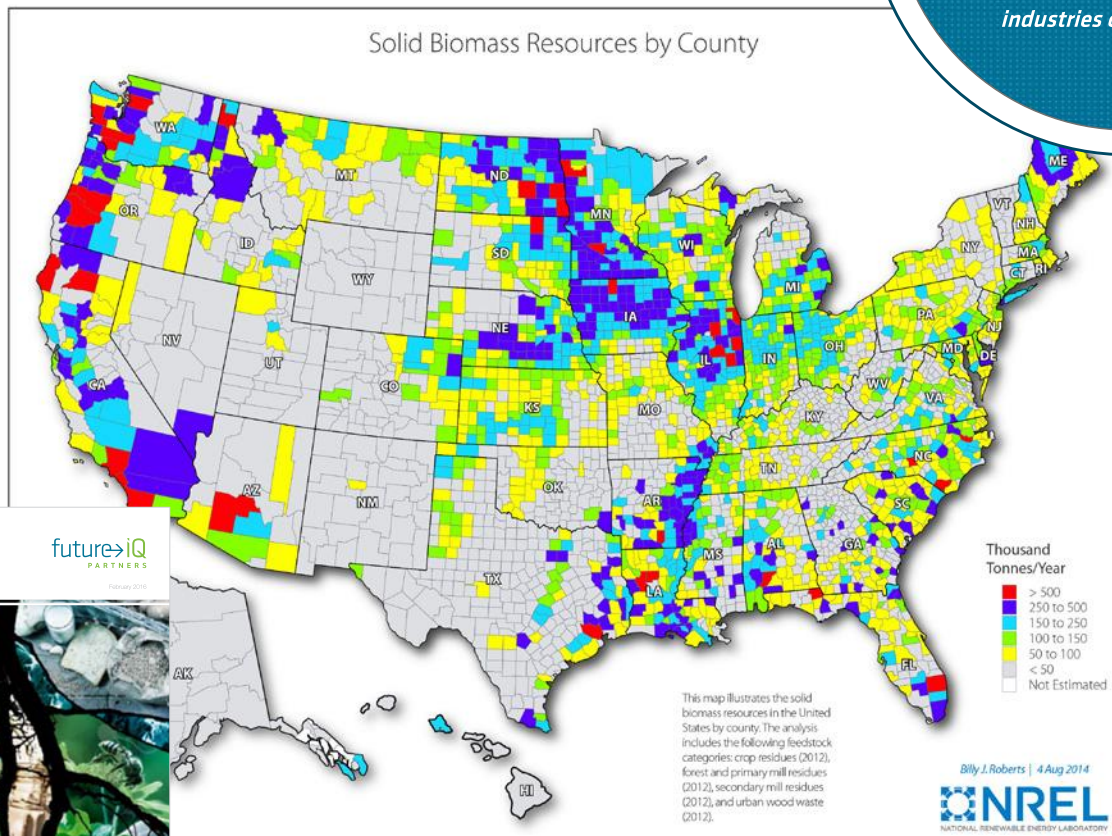 industries
Solid Biomass Resources by County
WA
MT
ND
MN
ME
OR
ID
SD
WI
VT
NH
NY
MA
CT
RI
WY
MI
NE
IA
PA
NJ
NV
UT
CO
IL
IN
OH
MD
DE
CA
KS
MO
WV
VA
KY
AZ
NM
OK
AR
TN
NC
SC
MS
AL
GA
TX
LA
FL
AK
HI
future→iQ
PARTNERS
February 2016
Thousand
Tonnes/Year
> 500
250 to 500
150 to 250
100 to 150
50 to 100
< 50
Not Estimated
This map illustrates the solid
biomass resources in the United
States by county. The analysis
includes the following feedstock
categories: crop residues (2012),
forest and primary mill residues
(2012), secondary mill residues
(2012), and urban wood waste
(2012).
Billy J. Roberts | 4 Aug 2014
NREL
NATIONAL RENEWABLE ENERGY LABORATORY